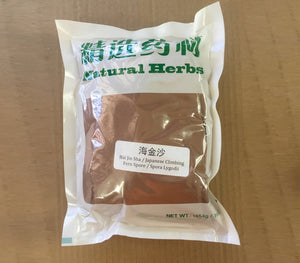 精选药材
Natural Herbs
海金沙
Hai Jin Sha / Japanese Climbing
Fern Spore / Spora Lygodii
NET WT